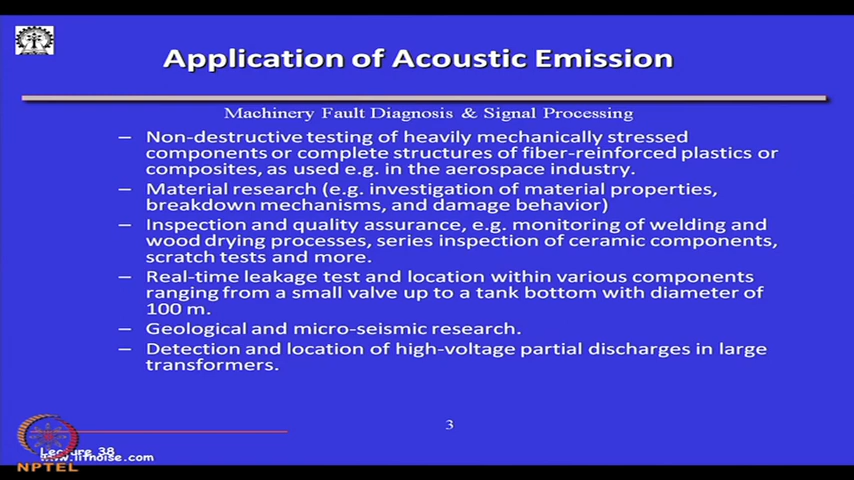 Application of Acoustic Emission
Machinery Fault Diagnosis & Signal Processing
– Non-destructive testing of heavily mechanically stressed
components or complete structures of fiber-reinforced plastics or
composites, as used e.g. in the aerospace industry.
– Material research (e.g. investigation of material properties,
breakdown mechanisms, and damage behavior)
– Inspection and quality assurance, e.g. monitoring of welding and
wood drying processes, series inspection of ceramic components,
scratch tests and more.
– Real-time leakage test and location within various components
ranging from a small valve up to a tank bottom with diameter of
100 m.
– Geological and micro-seismic research.
– Detection and location of high-voltage partial discharges in large
transformers.
3
Lecture 38
www.iitnoise.com
NPTEL